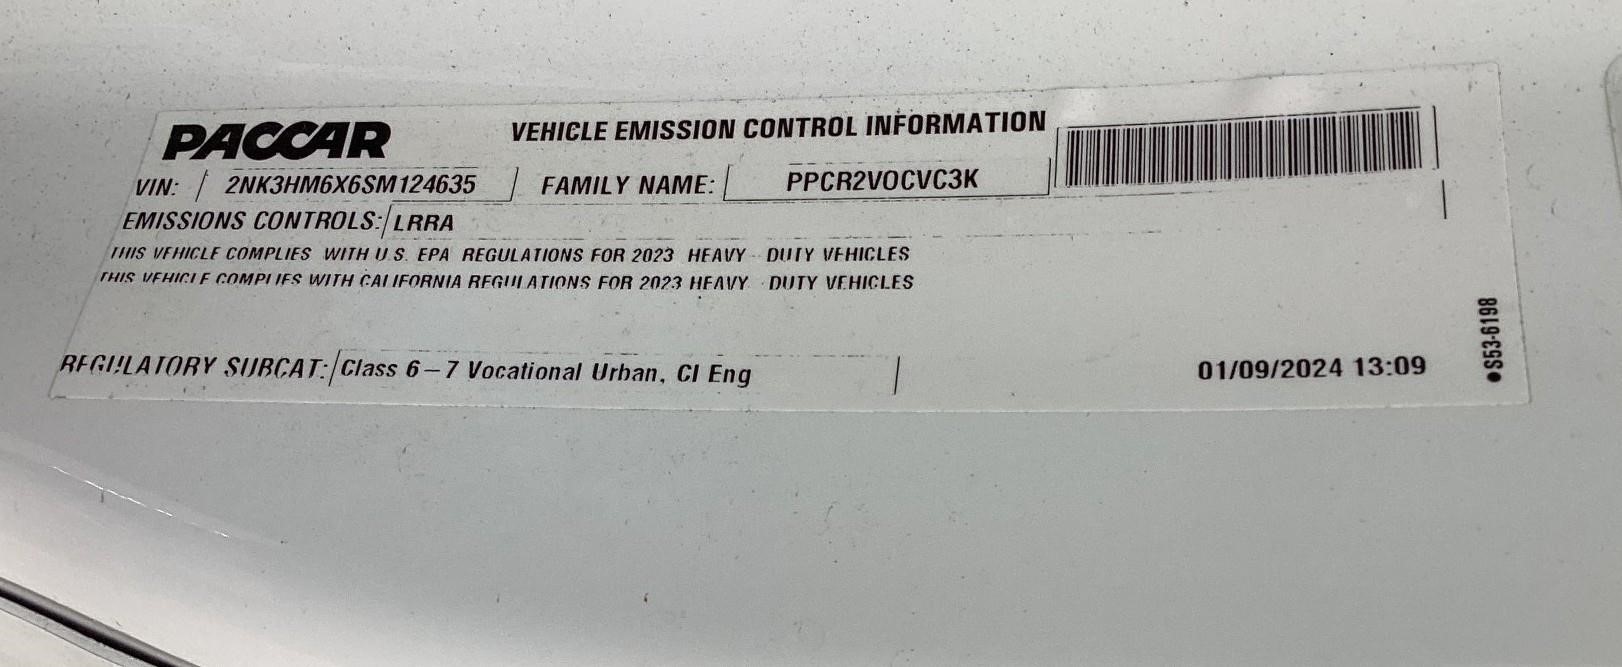 PACCAR VEHICLE EMISSION CONTROL INFORMATION
VIN: 2NK3HM6X6SM124635 FAMILY NAME: PPCR2VOCVC3K
EMISSIONS CONTROLS: LRRA
THIS VEHICLE COMPLIES WITH U.S. EPA REGULATIONS FOR 2023 HEAVY - DUTY VEHICLES
THIS VEHICLE COMPLIES WITH CALIFORNIA REGULATIONS FOR 2023 HEAVY - DUTY VEHICLES
REGULATORY SUBCAT: Class 6-7 Vocational Urban, CI Eng 01/09/2024 13:09
●S53-6198